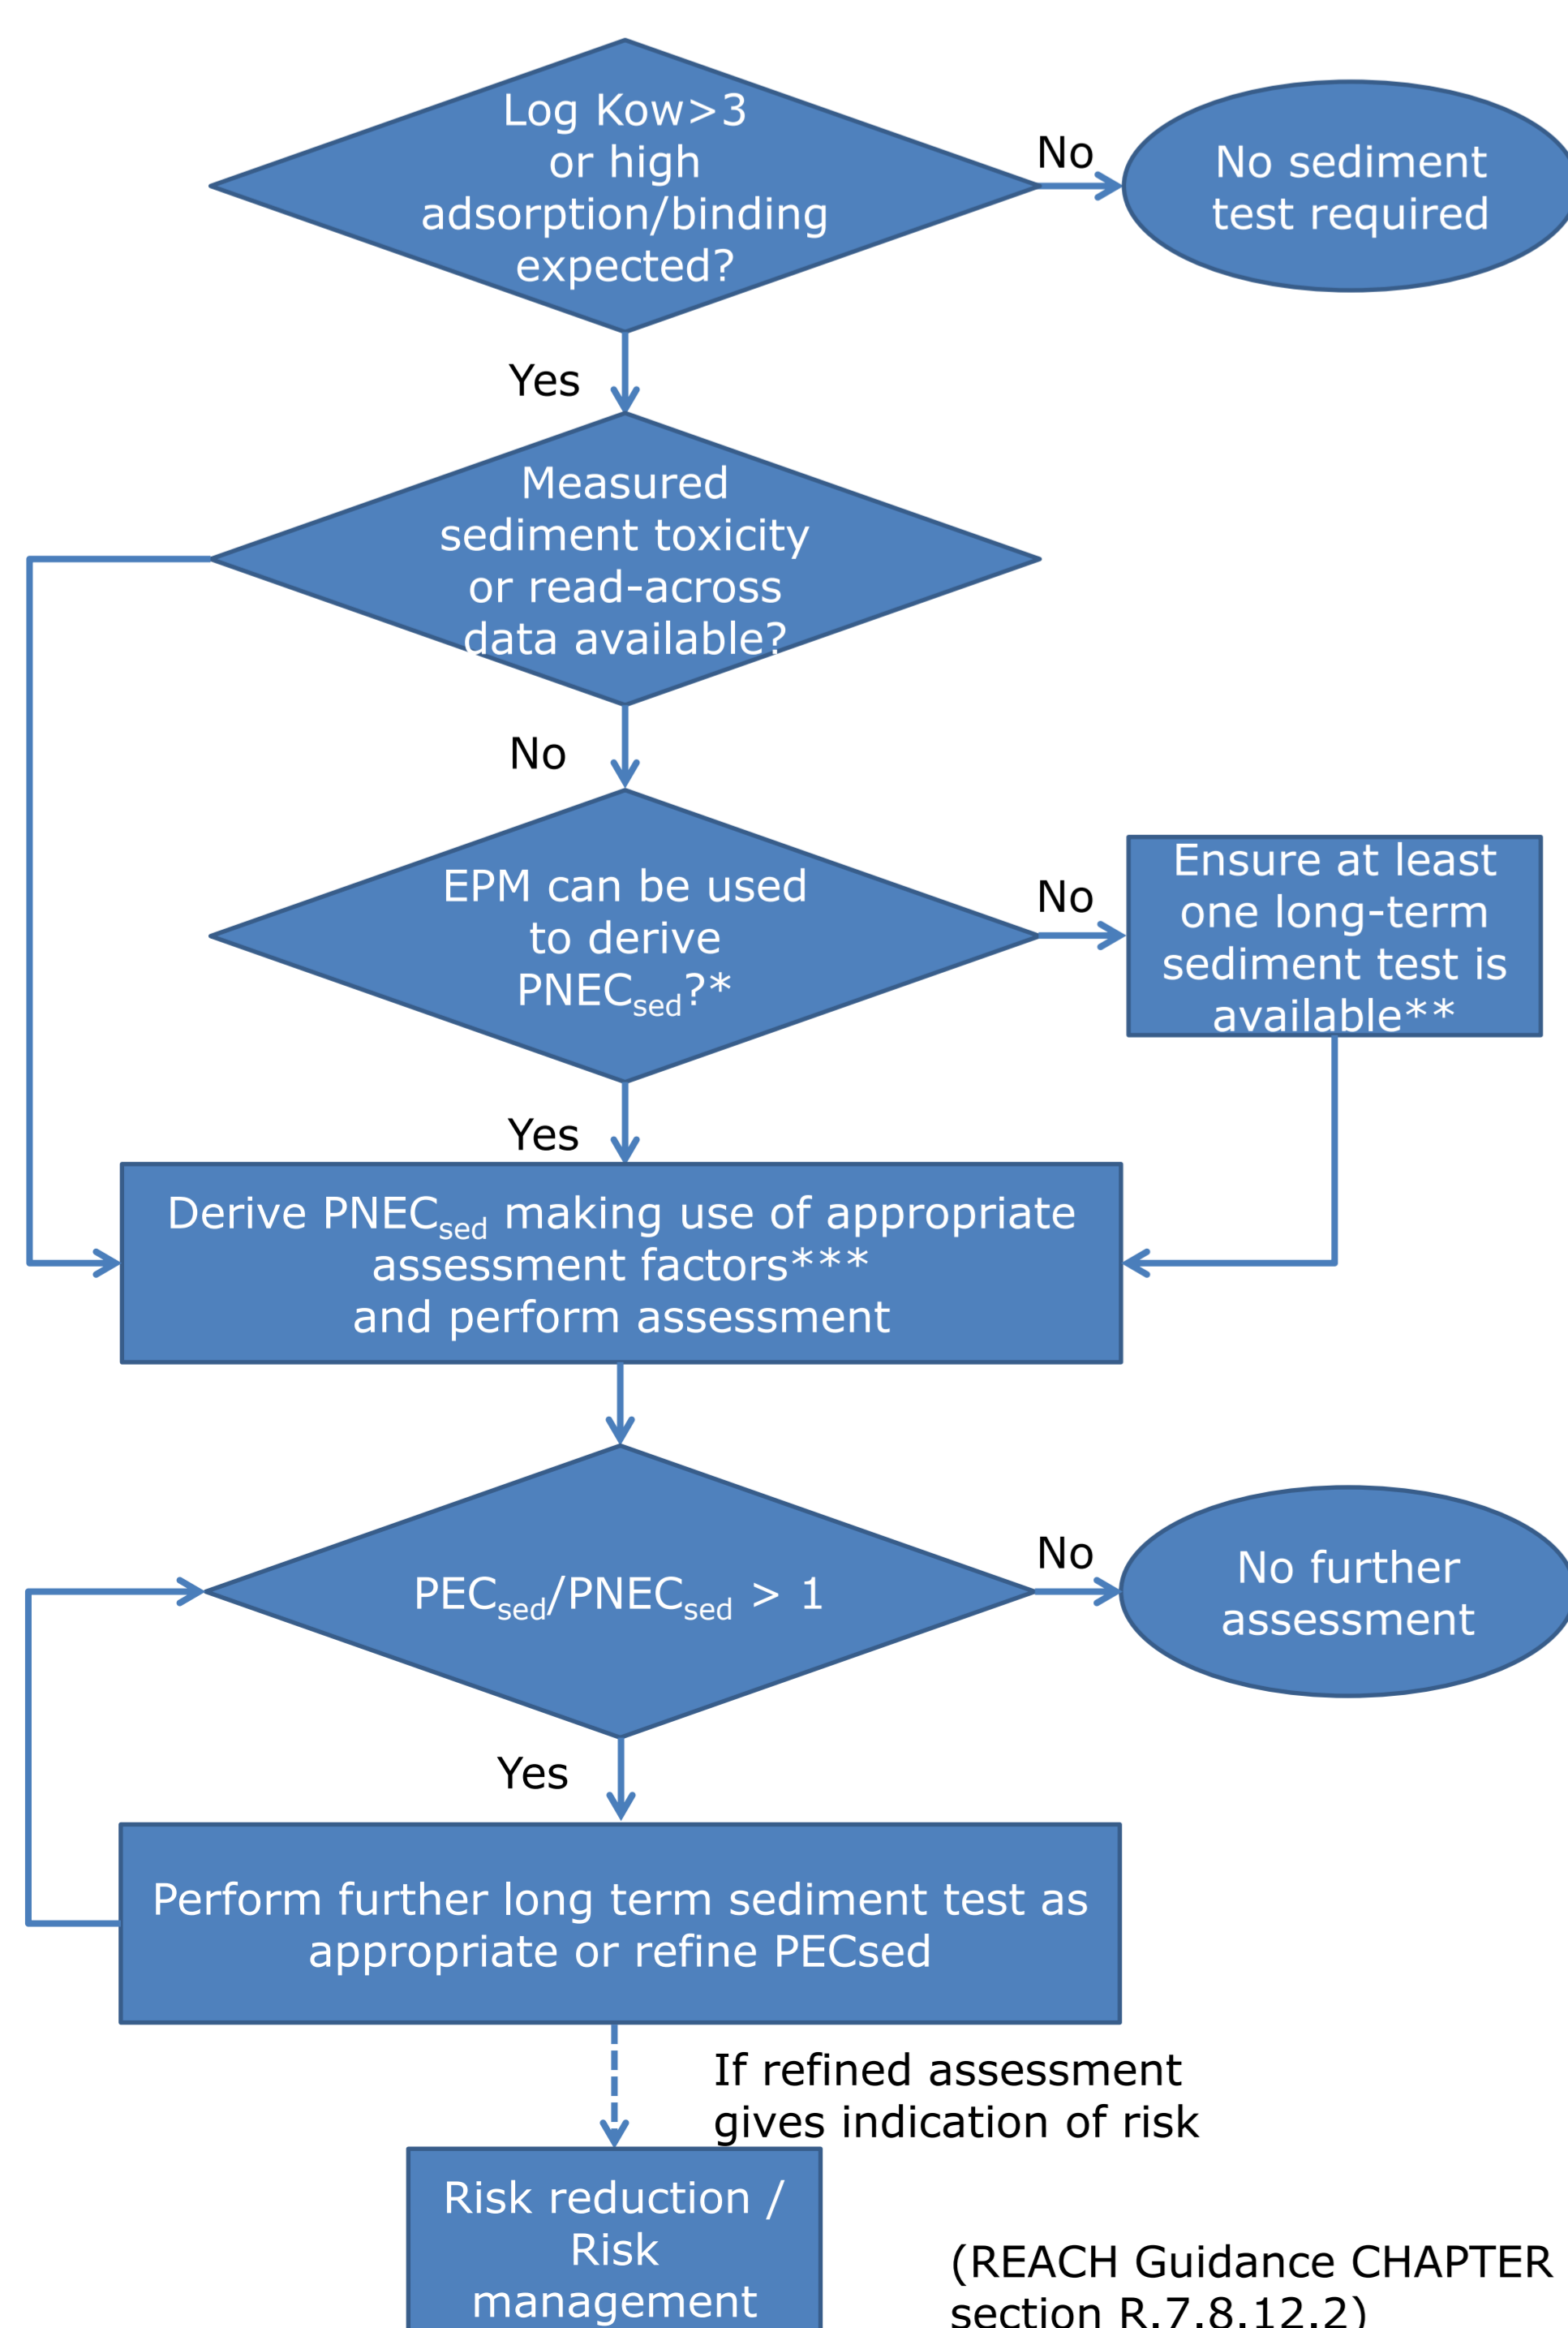 Log Kow>3
or high
adsorption/binding
expected?
No
No sediment
test required
Yes
Measured
sediment toxicity
or read-across
data available?
No
EPM can be used
to derive
PNECsed?*
No
Ensure at least
one long-term
sediment test is
available**
Yes
Derive PNECsed making use of appropriate
assessment factors***
and perform assessment
PECsed/PNECsed > 1
No
No further
assessment
Yes
Perform further long term sediment test as
appropriate or refine PECsed
If refined assessment
gives indication of risk
Risk reduction /
Risk
management
(REACH Guidance CHAPTER
section R.7.8.12.2)